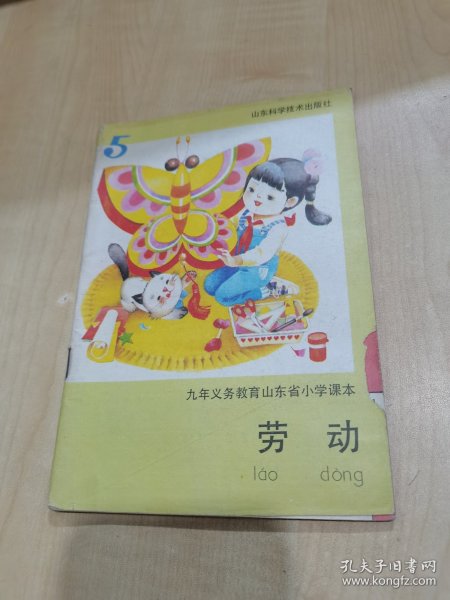 山东科学技术出版社
5
九年义务教育山东省小学课本
劳 动
láo dòng
孔夫子旧书网
www.kongfz.com